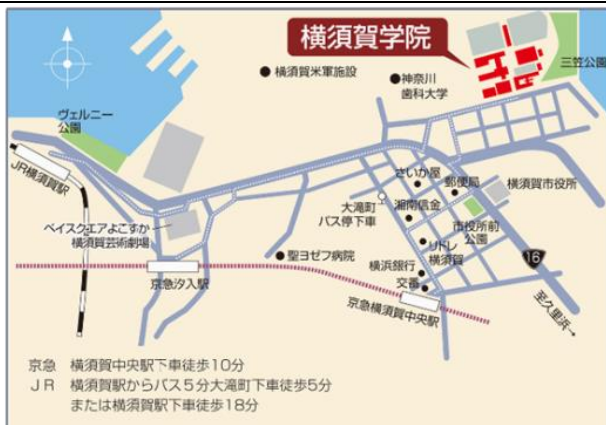 横須賀学院
三笠公園
横須賀米軍施設
神奈川
歯科大学
ヴェルニー
公園
JR横須賀駅
さいか屋
郵便局
横須賀市役所
大滝町
バス停下車
湘南信金
市役所前
公園
ベイスクエアよこすか
横須賀芸術劇場
リドレ
横須賀
聖ヨゼフ病院
横浜銀行
16
交番
京急汐入駅
京急横須賀中央駅
至久里浜→
京急 横須賀中央駅下車徒歩10分
JR 横須賀駅からバス5分大滝町下車徒歩5分
または横須賀駅下車徒歩18分